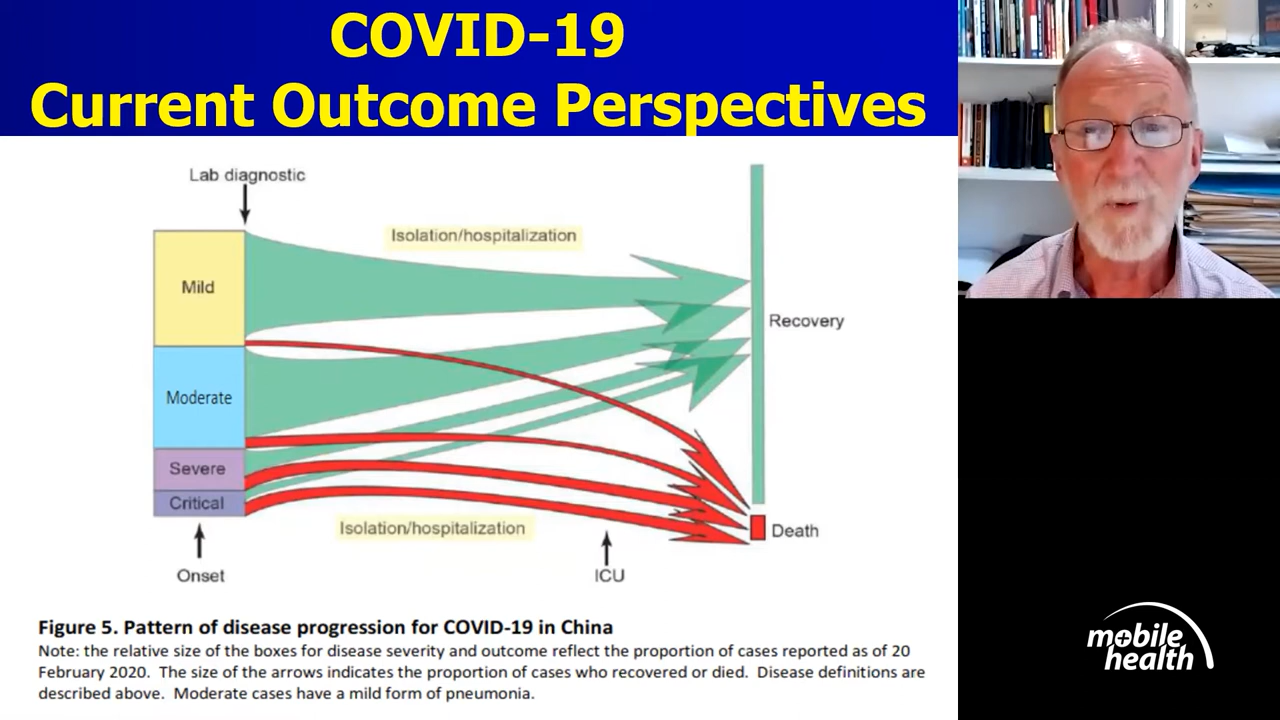 COVID-19
Current Outcome Perspectives
Lab diagnostic
Isolation/hospitalization
Mild
Recovery
Moderate
Severe
Critical
Isolation/hospitalization
Death
Onset
ICU
Figure 5. Pattern of disease progression for COVID-19 in China
Note: the relative size of the boxes for disease severity and outcome reflect the proportion of cases reported as of 20
February 2020.  The size of the arrows indicates the proportion of cases who recovered or died.  Disease definitions are
described above.  Moderate cases have a mild form of pneumonia.
mobile
health